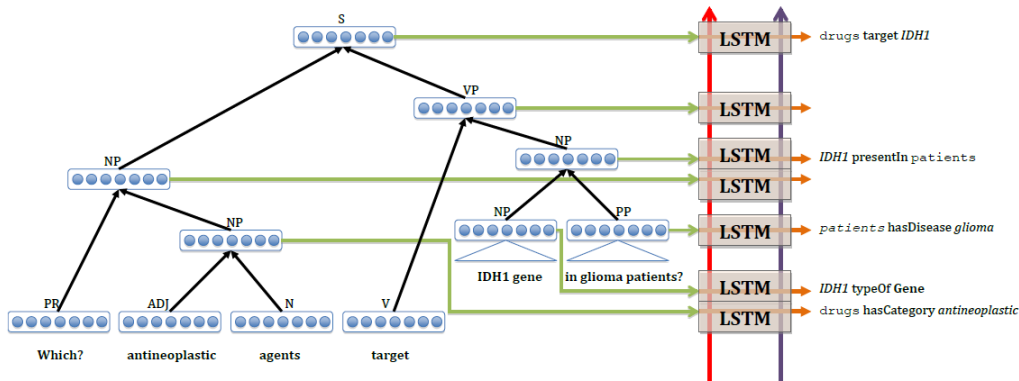 S
LSTM
drugs target IDH1
VP
LSTM
NP
LSTM
IDH1 presentIn patients
NP
LSTM
NP
PP
LSTM
patients hasDisease glioma
NP
IDH1 gene
in glioma patients?
LSTM
IDH1 typeOf Gene
PR
ADJ
N
V
LSTM
drugs hasCategory antineoplastic
Which?
antineoplastic
agents
target